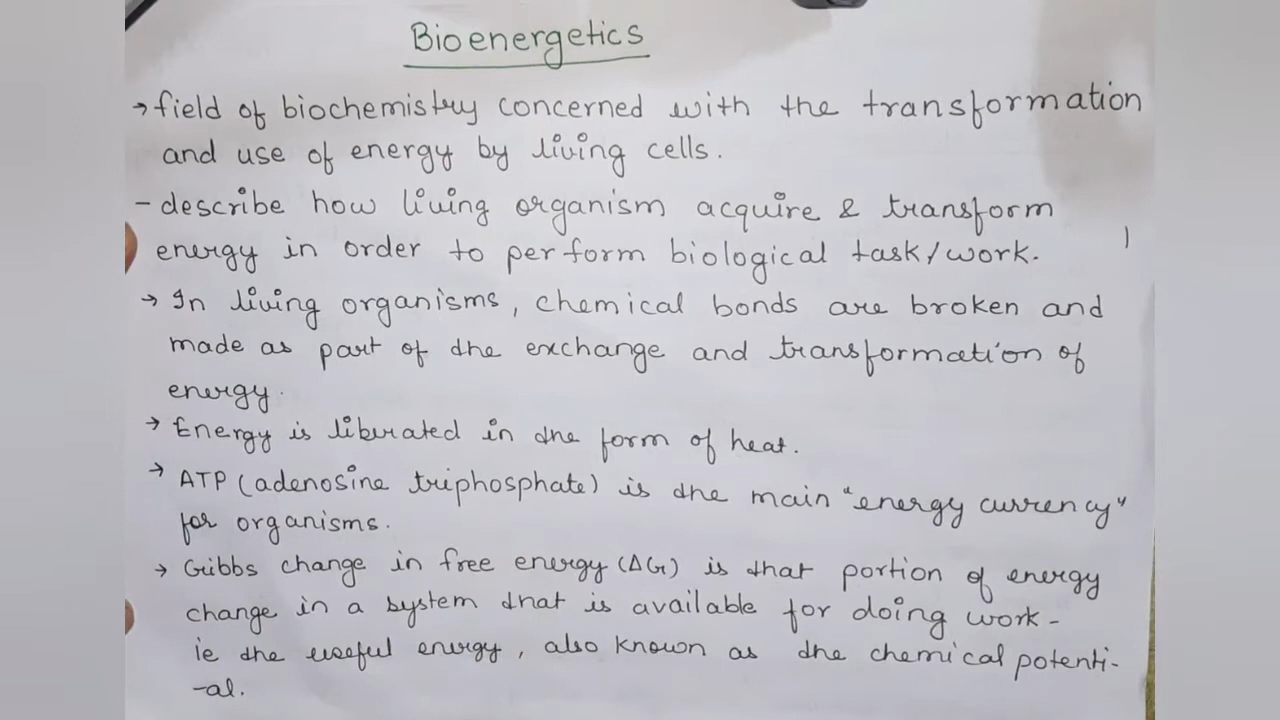 Bioenergetics
→ field of biochemistry concerned with the transformation
and use of energy by living cells.
- describe how living organism acquire & transform
energy in order to perform biological task/work.
→ In living organisms, chemical bonds are broken and
made as part of the exchange and transformation of
energy.
→ Energy is liberated in the form of heat.
→ ATP (adenosine triphosphate) is the main "energy currency"
for organisms.
→ Gibbs change in free energy (ΔG) is that portion of energy
change in a system that is available for doing work -
ie the useful energy, also known as the chemical potenti-
-al.